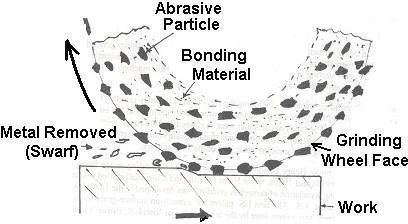 Abrasive
Particle
Bonding
Material
Metal Removed
(Swarf)
Grinding
Wheel Face
Work